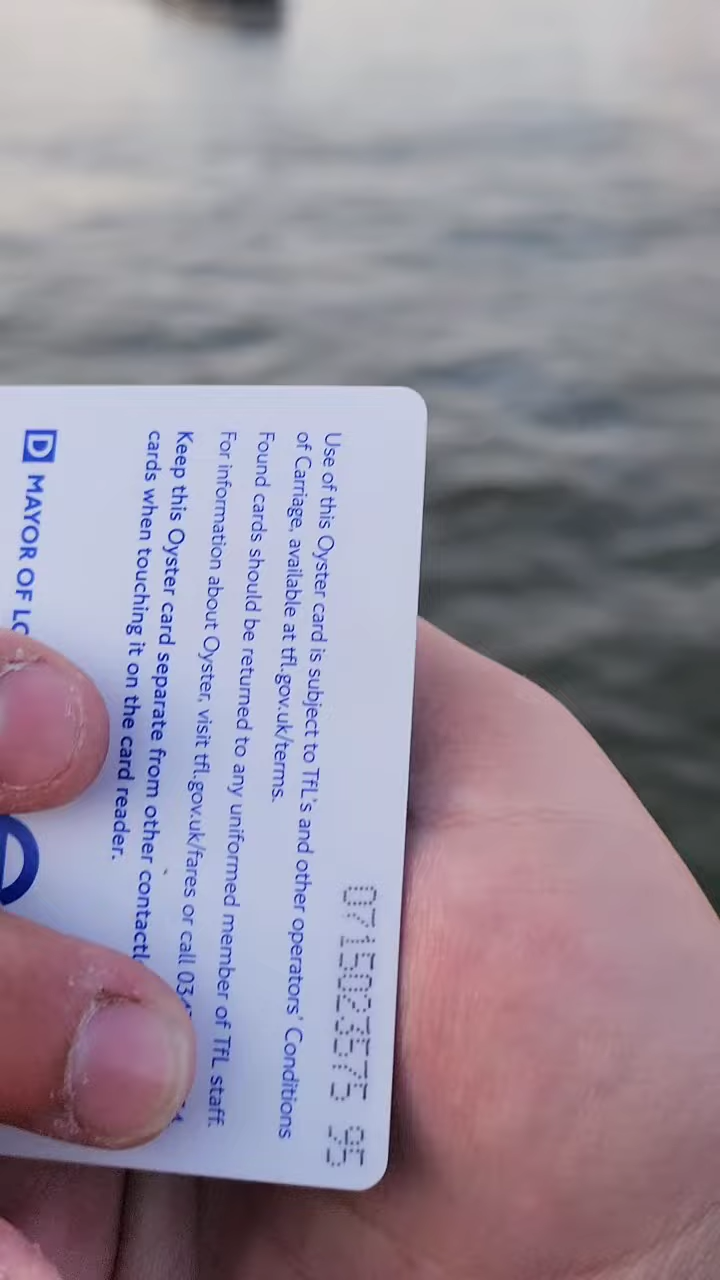 0715023575 95
Use of this Oyster card is subject to TfL's and other operators' Conditions
of Carriage, available at tfl.gov.uk/terms.
Found cards should be returned to any uniformed member of TfL staff.
For information about Oyster, visit tfl.gov.uk/fares or call
Keep this Oyster card separate from other
cards when touching it on the card reader.
MAYOR OF